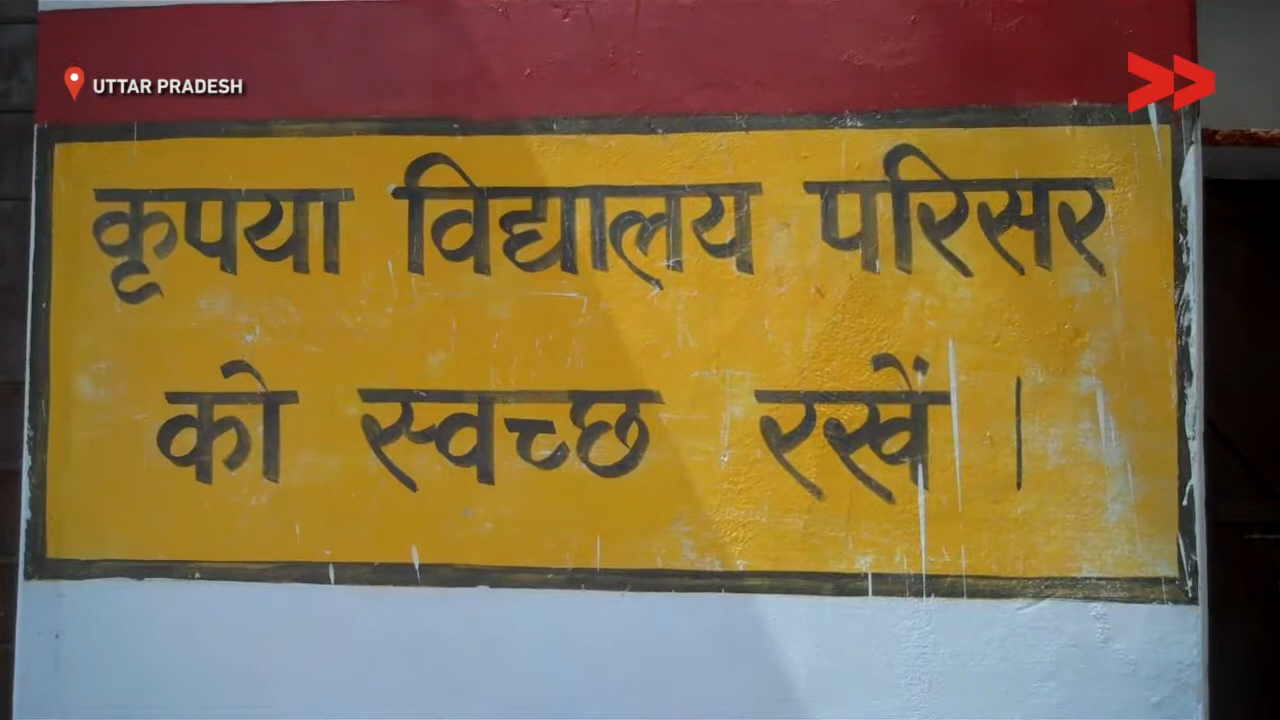 UTTAR PRADESH
कृपया विद्यालय परिसर
को स्वच्छ रखें ।